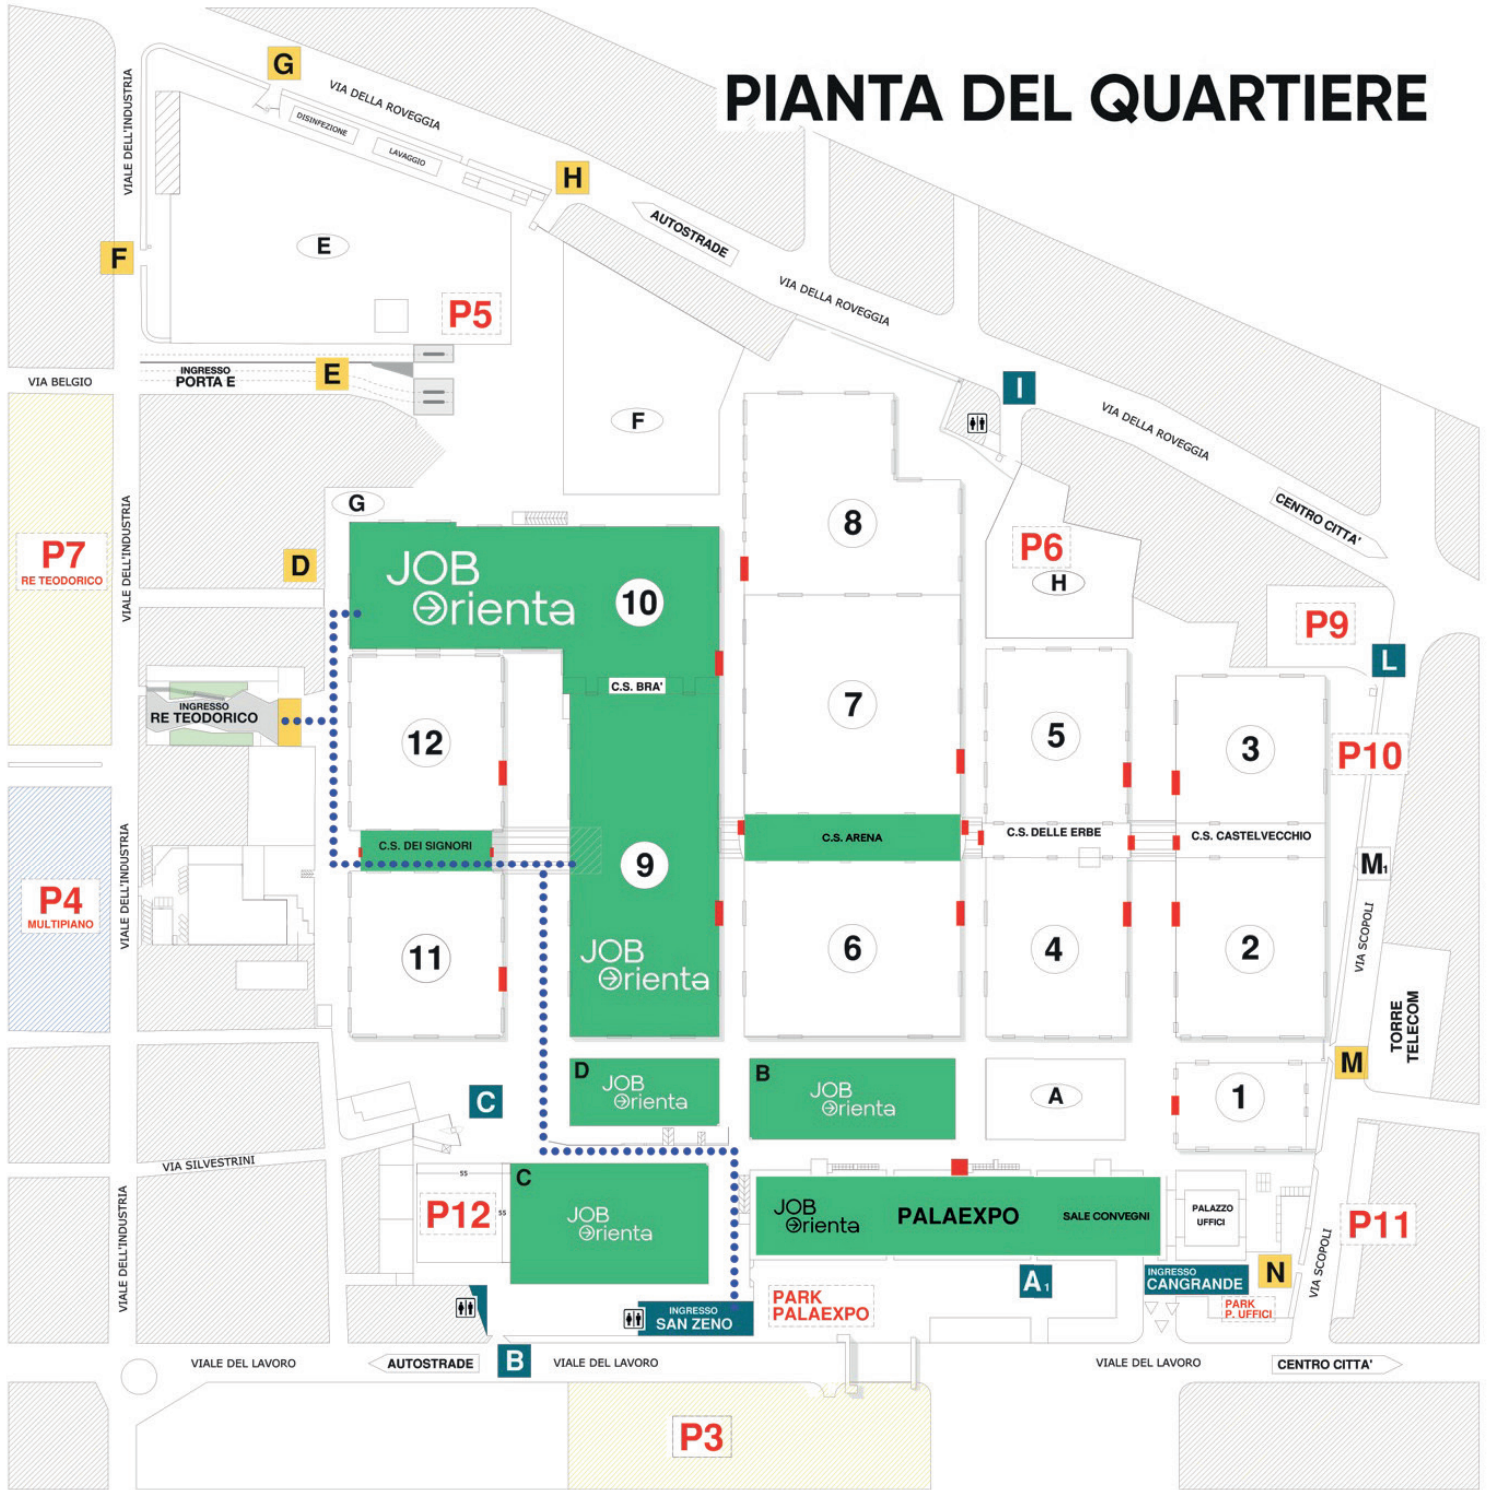 PIANTA DEL QUARTIERE
G
VIA DELLA ROVEGGIA
DISINFEZIONE
LAVAGGIO
VIALE DELL'INDUSTRIA
H
AUTOSTRADE
E
F
VIA DELLA ROVEGGIA
P5
INGRESSO
PORTA E
E
VIA BELGIO
I
F
VIA DELLA ROVEGGIA
G
8
CENTRO CITTA'
P7
RE TEODORICO
VIALE DELL'INDUSTRIA
D
JOB
Orienta
10
P6
H
P9
L
C.S. BRA'
INGRESSO
RE TEODORICO
12
7
5
3
P10
C.S. DEI SIGNORI
C.S. ARENA
C.S. DELLE ERBE
C.S. CASTELVECCHIO
9
M1
P4
MULTIPIANO
VIALE DELL'INDUSTRIA
11
JOB
Orienta
6
4
2
VIA SCOPOLI
TORRE
TELECOM
M
D
JOB
Orienta
B
JOB
Orienta
A
1
C
VIA SILVESTRINI
SS
P12
SS
C
JOB
Orienta
JOB
Orienta
PALAEXPO
SALE CONVEGNI
PALAZZO
UFFICI
P11
VIALE DELL'INDUSTRIA
VIA SCOPOLI
INGRESSO
SAN ZENO
PARK
PALAEXPO
A1
INGRESSO
CANGRANDE
N
PARK
P. UFFICI
VIALE DEL LAVORO
AUTOSTRADE
B
VIALE DEL LAVORO
VIALE DEL LAVORO
CENTRO CITTA'
P3